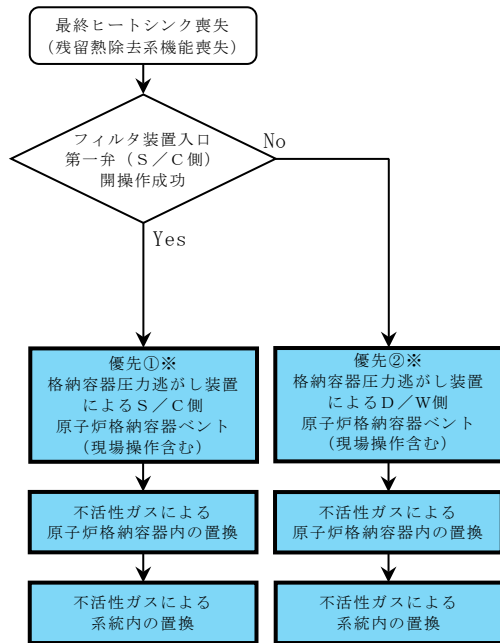 最終ヒートシンク喪失
（残留熱除去系機能喪失）
フィルタ装置入口
第一弁（Ｓ／Ｃ側）
開操作成功
No
Yes
優先①※
格納容器圧力逃がし装置
によるＳ／Ｃ側
原子炉格納容器ベント
（現場操作含む）
優先②※
格納容器圧力逃がし装置
によるＤ／Ｗ側
原子炉格納容器ベント
（現場操作含む）
不活性ガスによる
原子炉格納容器内の置換
不活性ガスによる
原子炉格納容器内の置換
不活性ガスによる
系統内の置換
不活性ガスによる
系統内の置換